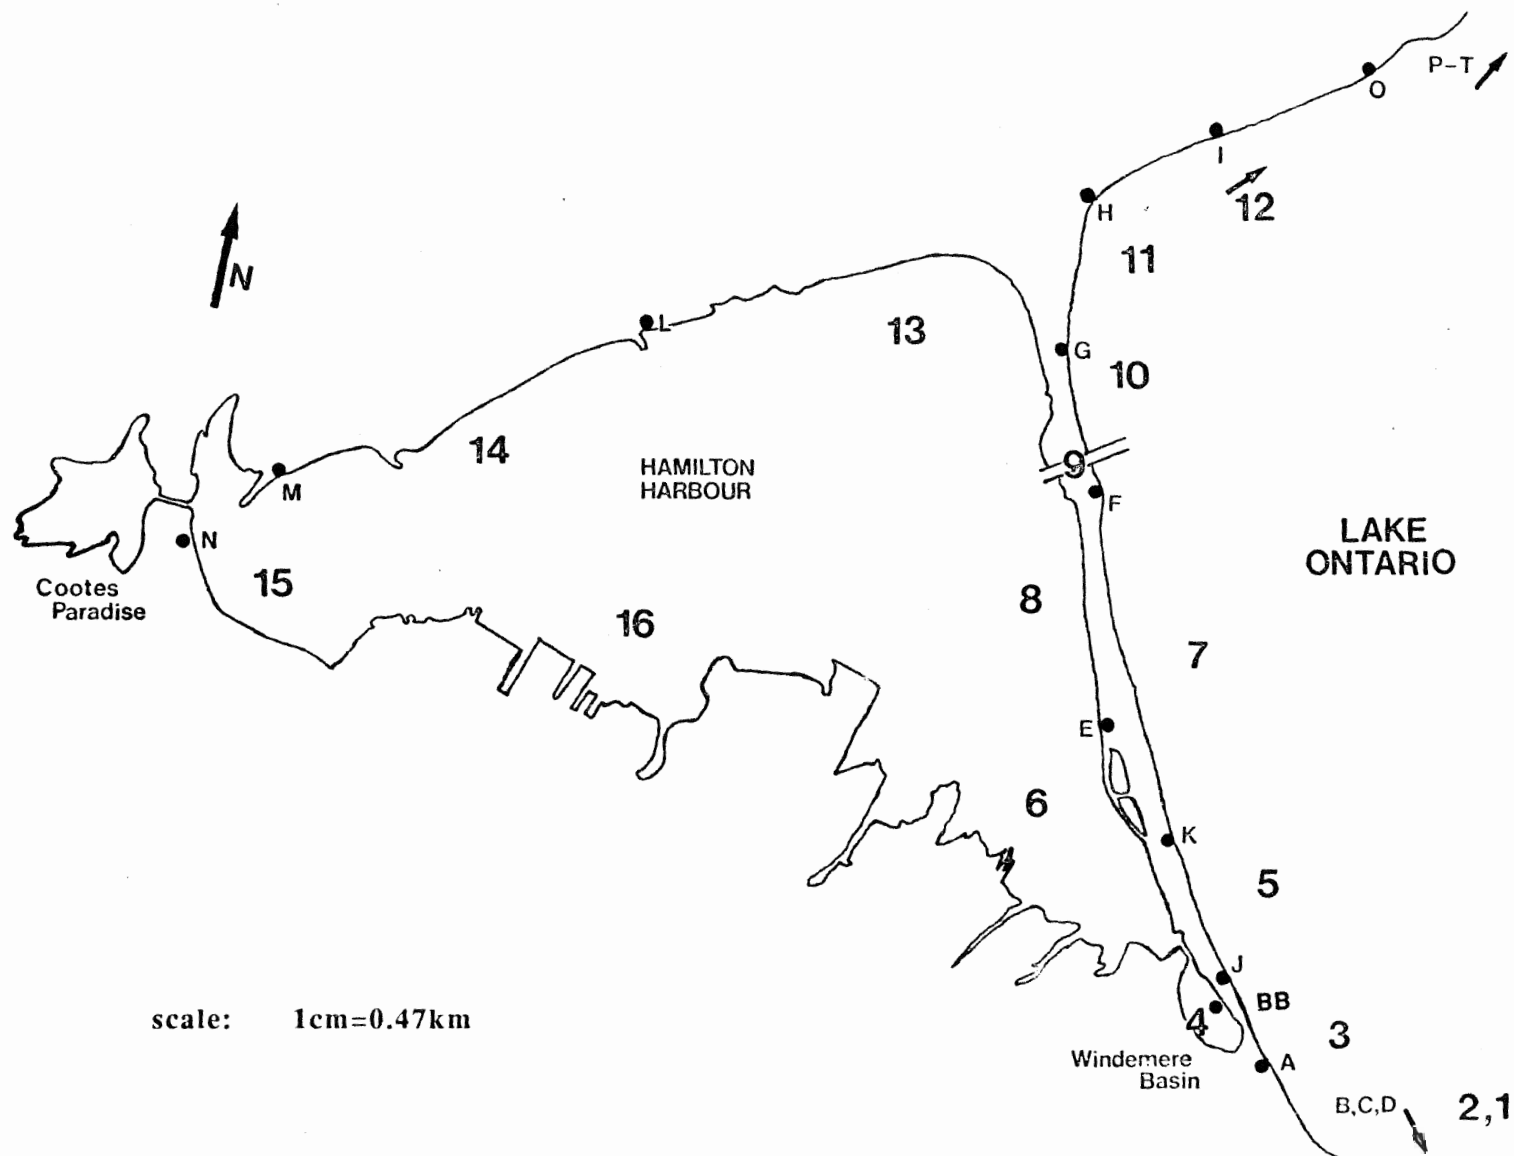 P-T
O
I
12
H
11
N
L
13
G
10
14
HAMILTON
HARBOUR
9
M
F
N
LAKE
ONTARiO
15
Cootes
Paradise
8
16
7
E
6
K
5
J
BB
scale: 1cm=0.47km
4
3
Windemere
Basin
A
B,C,D
2,1